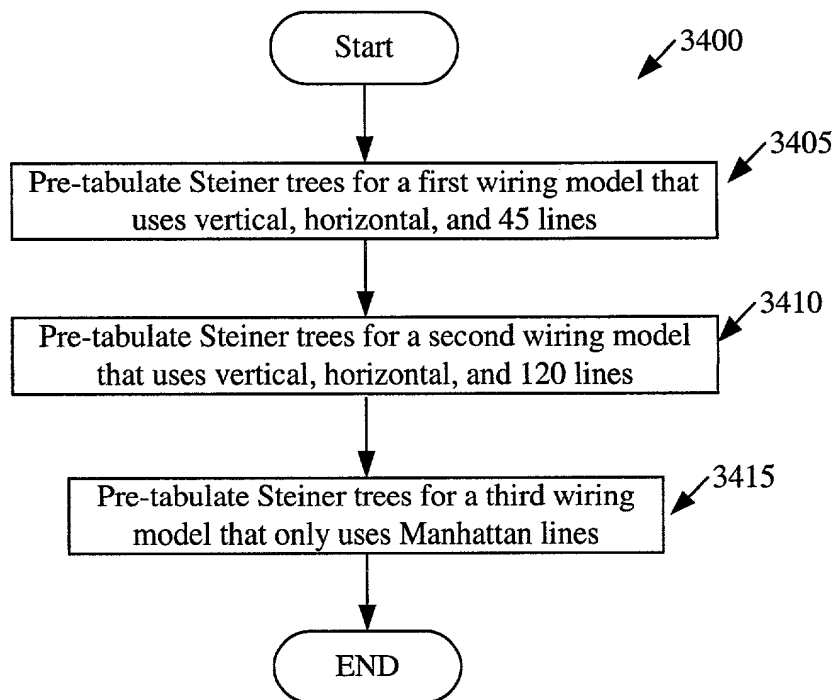 Start
3400
3405
Pre-tabulate Steiner trees for a first wiring model that
uses vertical, horizontal, and 45 lines
3410
Pre-tabulate Steiner trees for a second wiring model
that uses vertical, horizontal, and 120 lines
3415
Pre-tabulate Steiner trees for a third wiring
model that only uses Manhattan lines
END